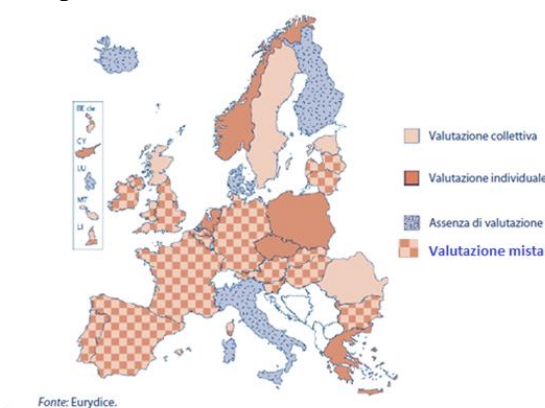 BE de
CY
LU
MT
LI
Valutazione collettiva
Valutazione individuale
Assenza di valutazione
Valutazione mista
Fonte: Eurydice.